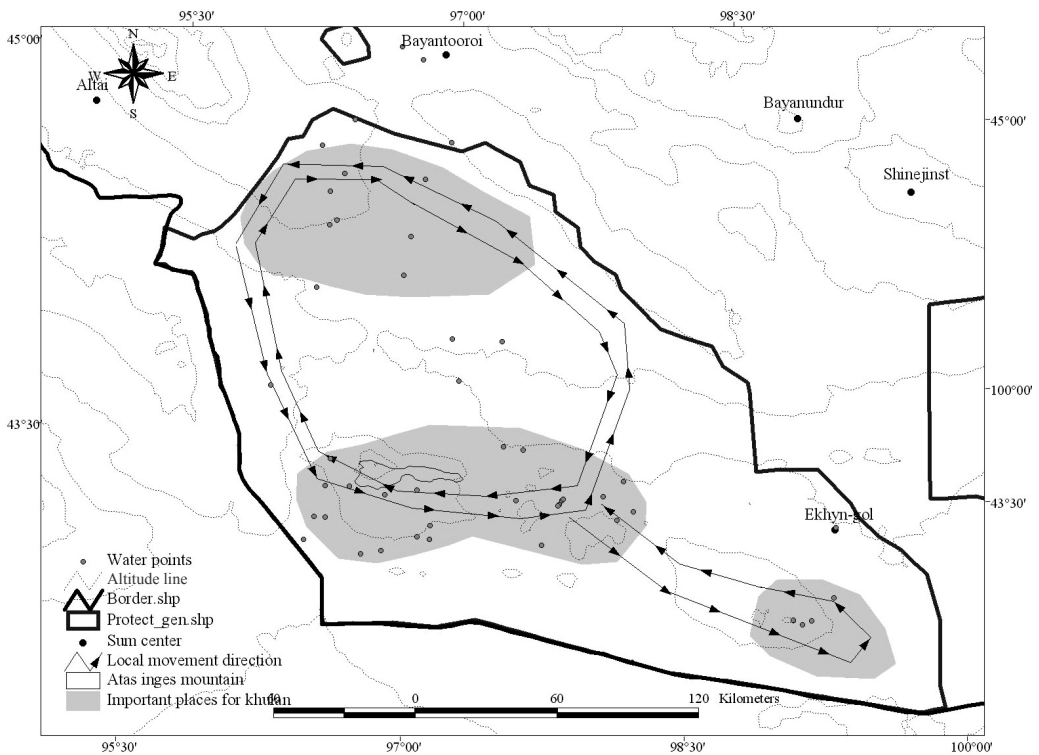 95°30' 97°00' 98°30'
45°00'
N
W E
S
Altai
Bayantooroi
Bayanundur
45°00'
Shinejinst
100°00'
43°30'
43°30'
Ekhyn-gol
Water points
Altitude line
Border.shp
Protect_gen.shp
Sum center
Local movement direction
Atas inges mountain
Important places for khulan
0 60 120 Kilometers
95°30' 97°00' 98°30' 100°00'